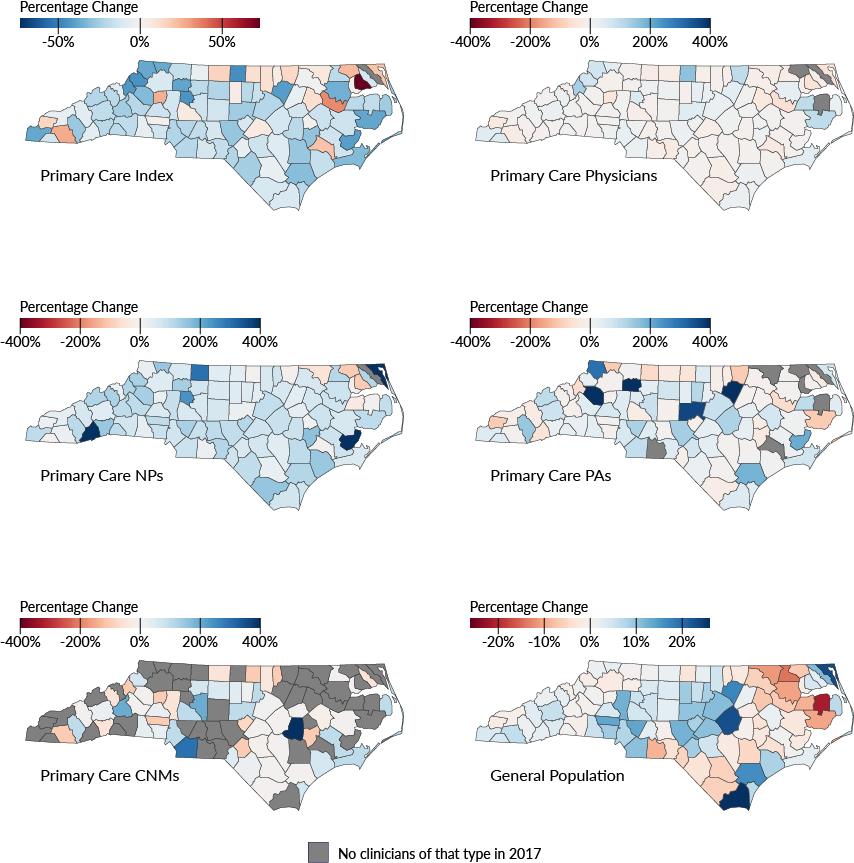 Percentage Change
-50% 0% 50%
Primary Care Index
Percentage Change
-400% -200% 0% 200% 400%
Primary Care Physicians
Percentage Change
-400% -200% 0% 200% 400%
Primary Care NPs
Percentage Change
-400% -200% 0% 200% 400%
Primary Care PAs
Percentage Change
-400% -200% 0% 200% 400%
Primary Care CNMs
Percentage Change
-20% -10% 0% 10% 20%
General Population
No clinicians of that type in 2017